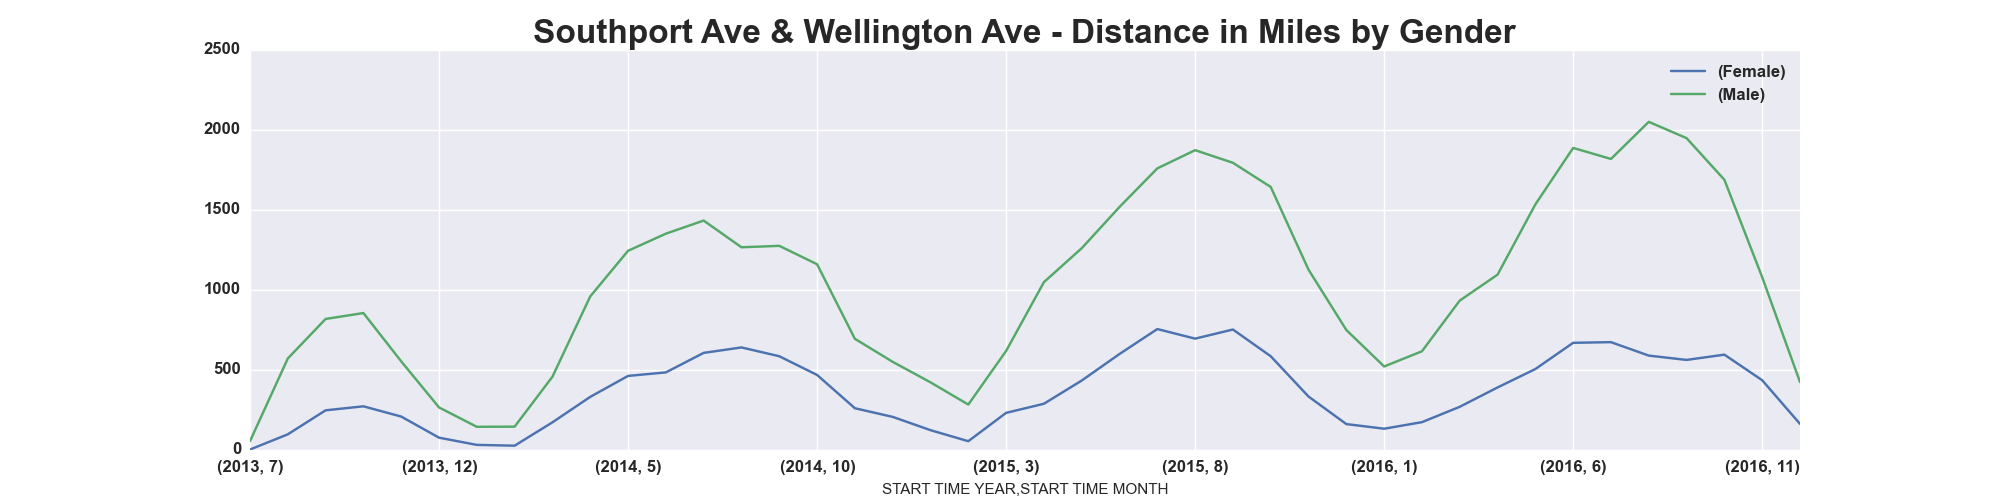 Southport Ave & Wellington Ave - Distance in Miles by Gender
2500
2000
1500
1000
500
0
(Female)
(Male)
(2013, 7) (2013, 12) (2014, 5) (2014, 10) (2015, 3) (2015, 8) (2016, 1) (2016, 6) (2016, 11)
START TIME YEAR,START TIME MONTH